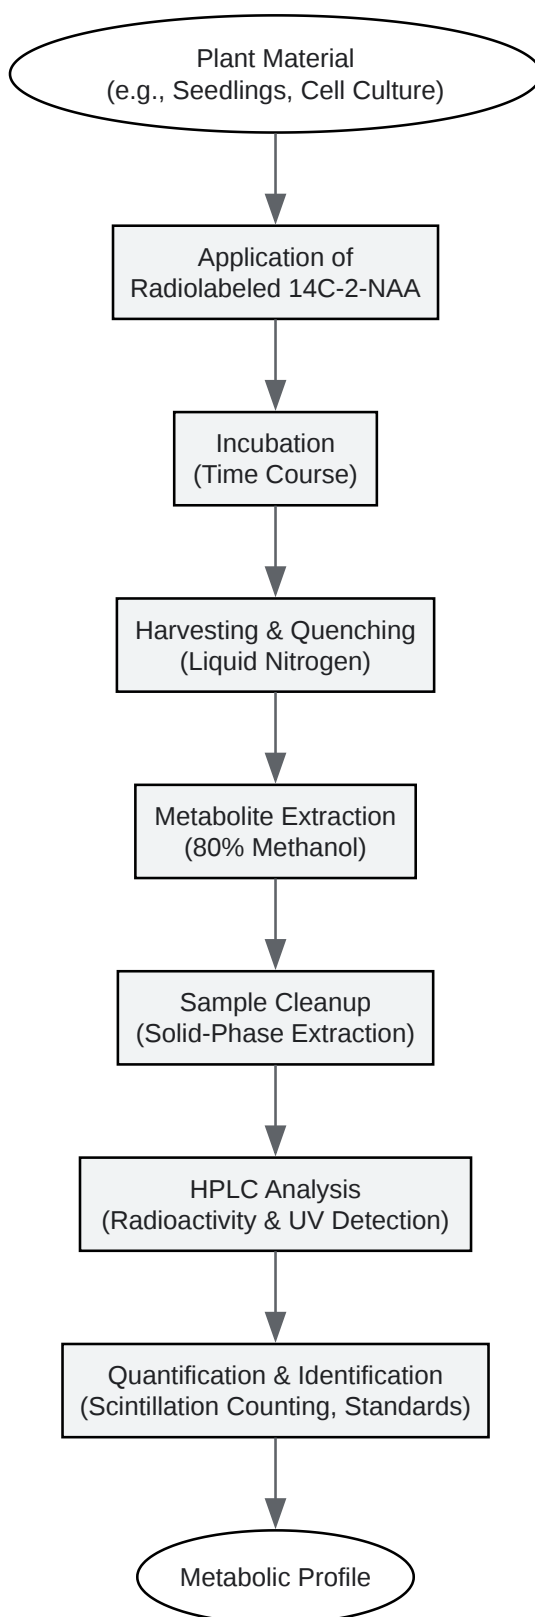 Plant Material
(e.g., Seedlings, Cell Culture)
Application of
Radiolabeled 14C-2-NAA
Incubation
(Time Course)
Harvesting & Quenching
(Liquid Nitrogen)
Metabolite Extraction
(80% Methanol)
Sample Cleanup
(Solid-Phase Extraction)
HPLC Analysis
(Radioactivity & UV Detection)
Quantification & Identification
(Scintillation Counting, Standards)
Metabolic Profile